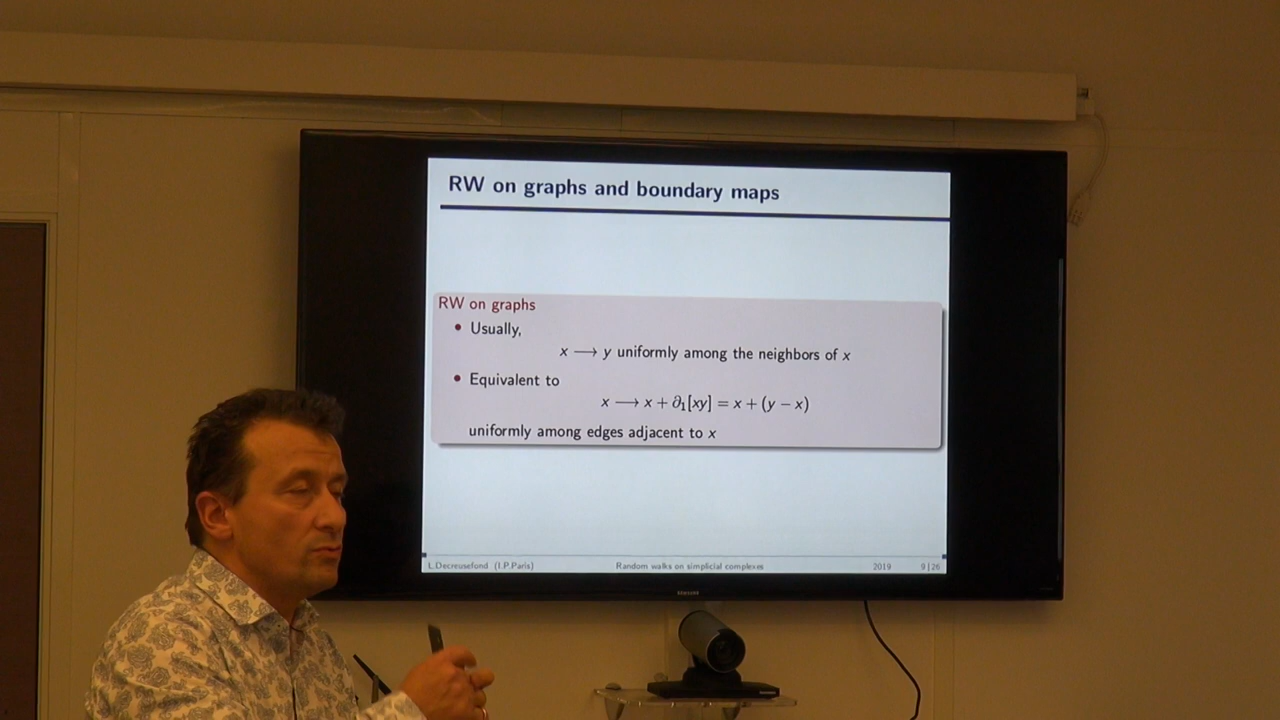 RW on graphs and boundary maps
RW on graphs
• Usually,
x ⟶ y uniformly among the neighbors of x
• Equivalent to
x ⟶ x + ∂₁[xy] = x + (y − x)
uniformly among edges adjacent to x
L.Decreusefond (I.P.Paris) Random walks on simplicial complexes 2019 9|26